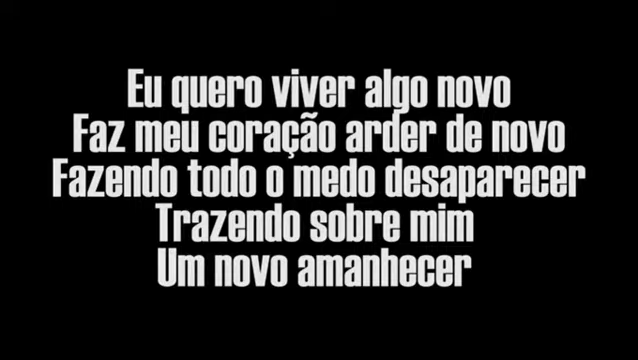 Eu quero viver algo novo
Faz meu coração arder de novo
Fazendo todo o medo desaparecer
Trazendo sobre mim
Um novo amanhecer